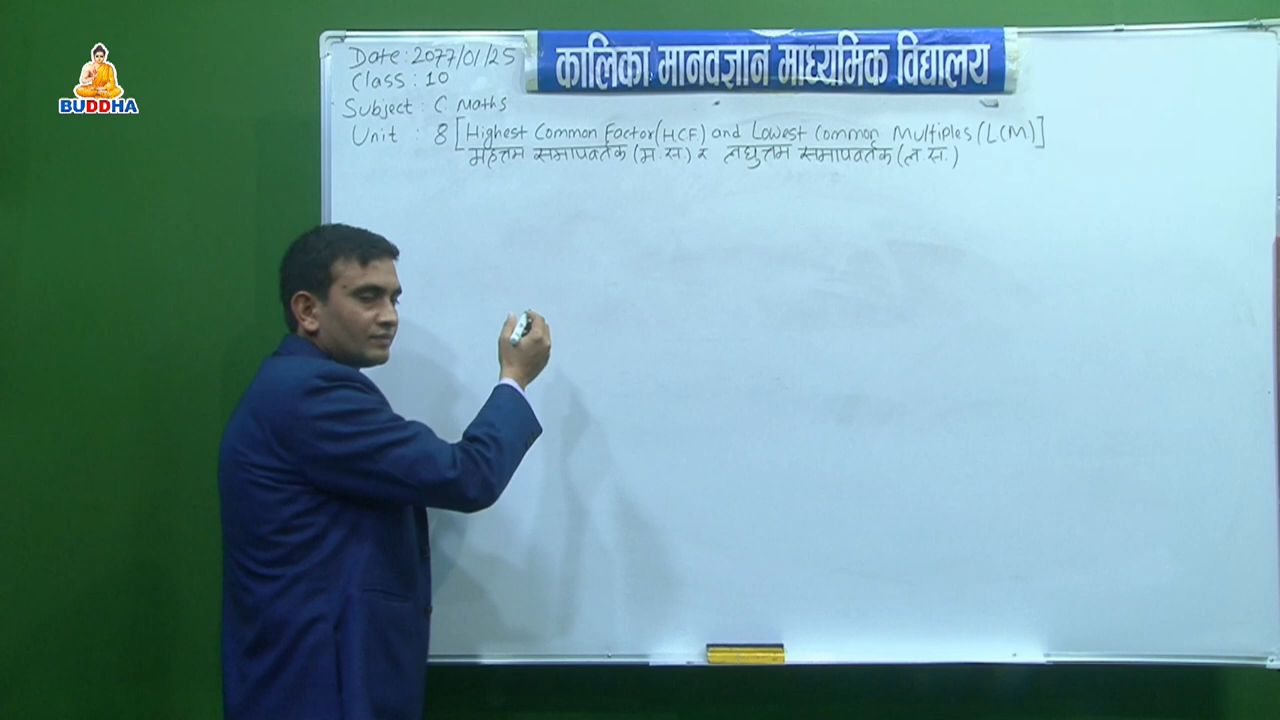 BUDDHA
कालिका मानवज्ञान माध्यमिक विद्यालय
Date: 2077/01/25
Class: 10
Subject: C Maths
Unit : 8 [Highest Common Factor(HCF) and Lowest Common Multiples (LCM)]
महत्तम समापवर्तक (म.स.) र लघुत्तम समापवर्तक (ल.स.)